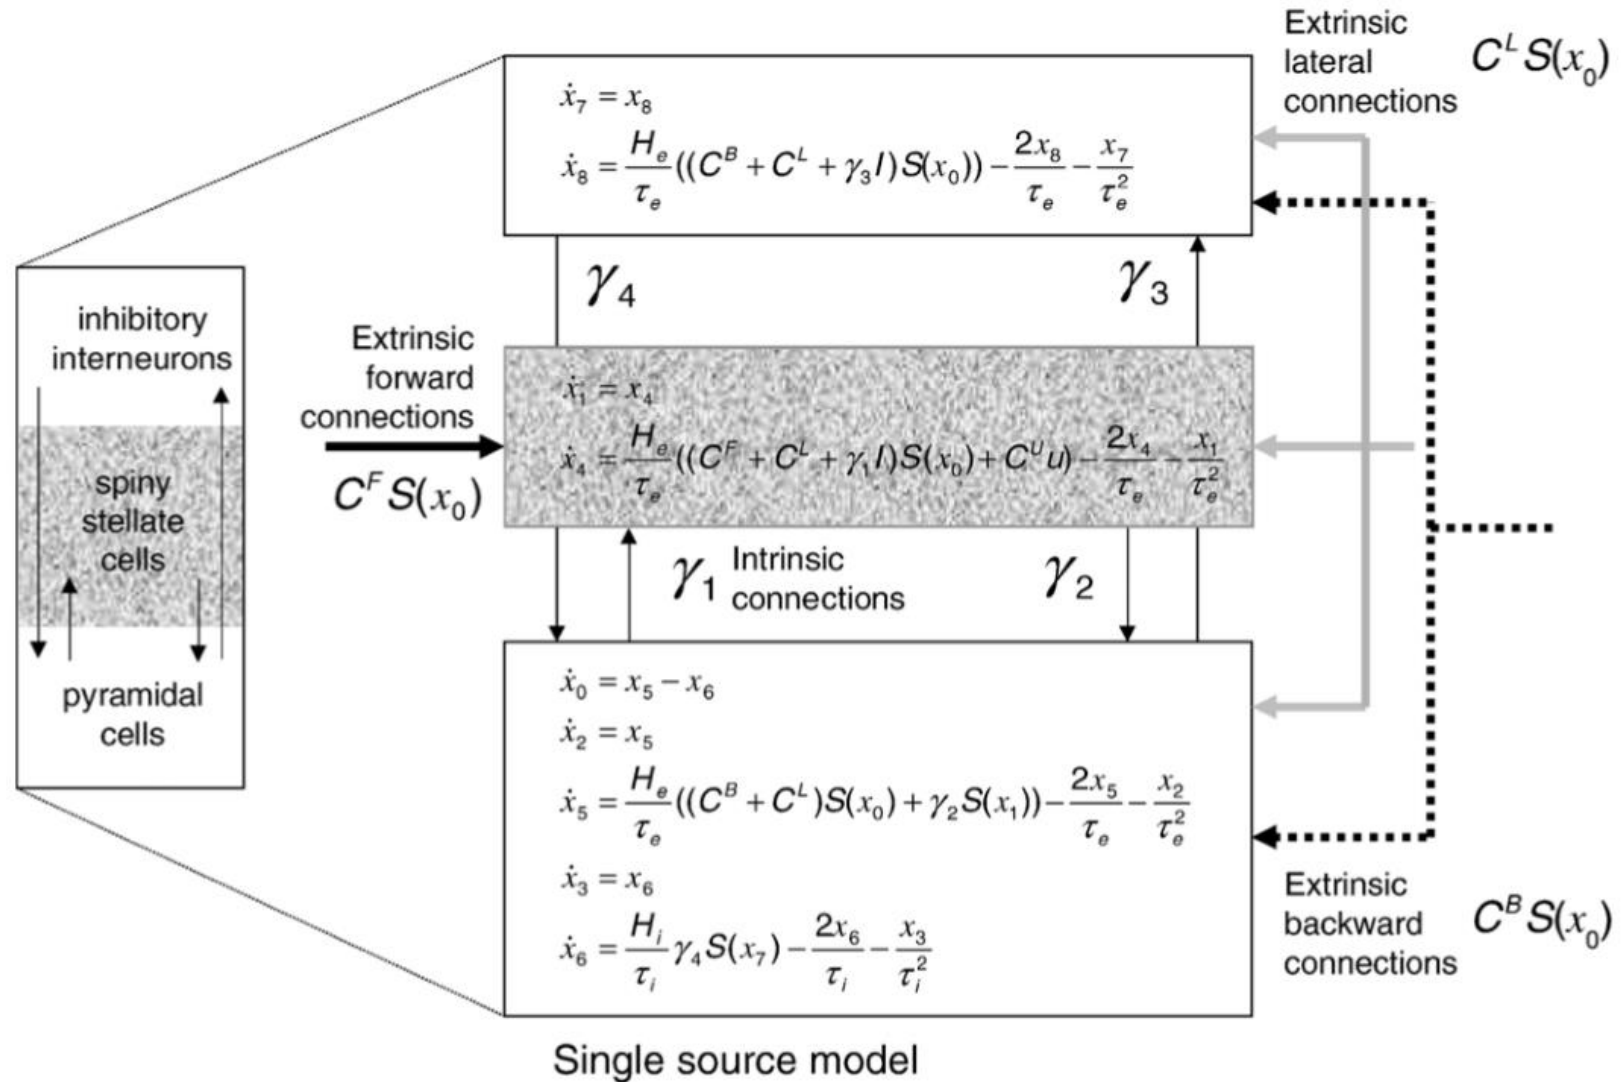 Extrinsic
lateral
connections
C^L S(x_0)
ẋ_7 = x_8
ẋ_8 = H_e/τ_e ((C^B + C^L + γ_3 I) S(x_0)) − 2x_8/τ_e − x_7/τ_e^2
γ_4
γ_3
inhibitory
interneurons
spiny
stellate
cells
pyramidal
cells
Extrinsic
forward
connections
C^F S(x_0)
ẋ_1 = x_4
ẋ_4 = H_e/τ_e ((C^F + C^L + γ_1 I) S(x_0) + C^U u) − 2x_4/τ_e − x_1/τ_e^2
γ_1
Intrinsic
connections
γ_2
ẋ_0 = x_5 − x_6
ẋ_2 = x_5
ẋ_5 = H_e/τ_e ((C^B + C^L) S(x_0) + γ_2 S(x_1)) − 2x_5/τ_e − x_2/τ_e^2
ẋ_3 = x_6
ẋ_6 = H_i/τ_i γ_4 S(x_7) − 2x_6/τ_i − x_3/τ_i^2
Extrinsic
backward
connections
C^B S(x_0)
Single source model